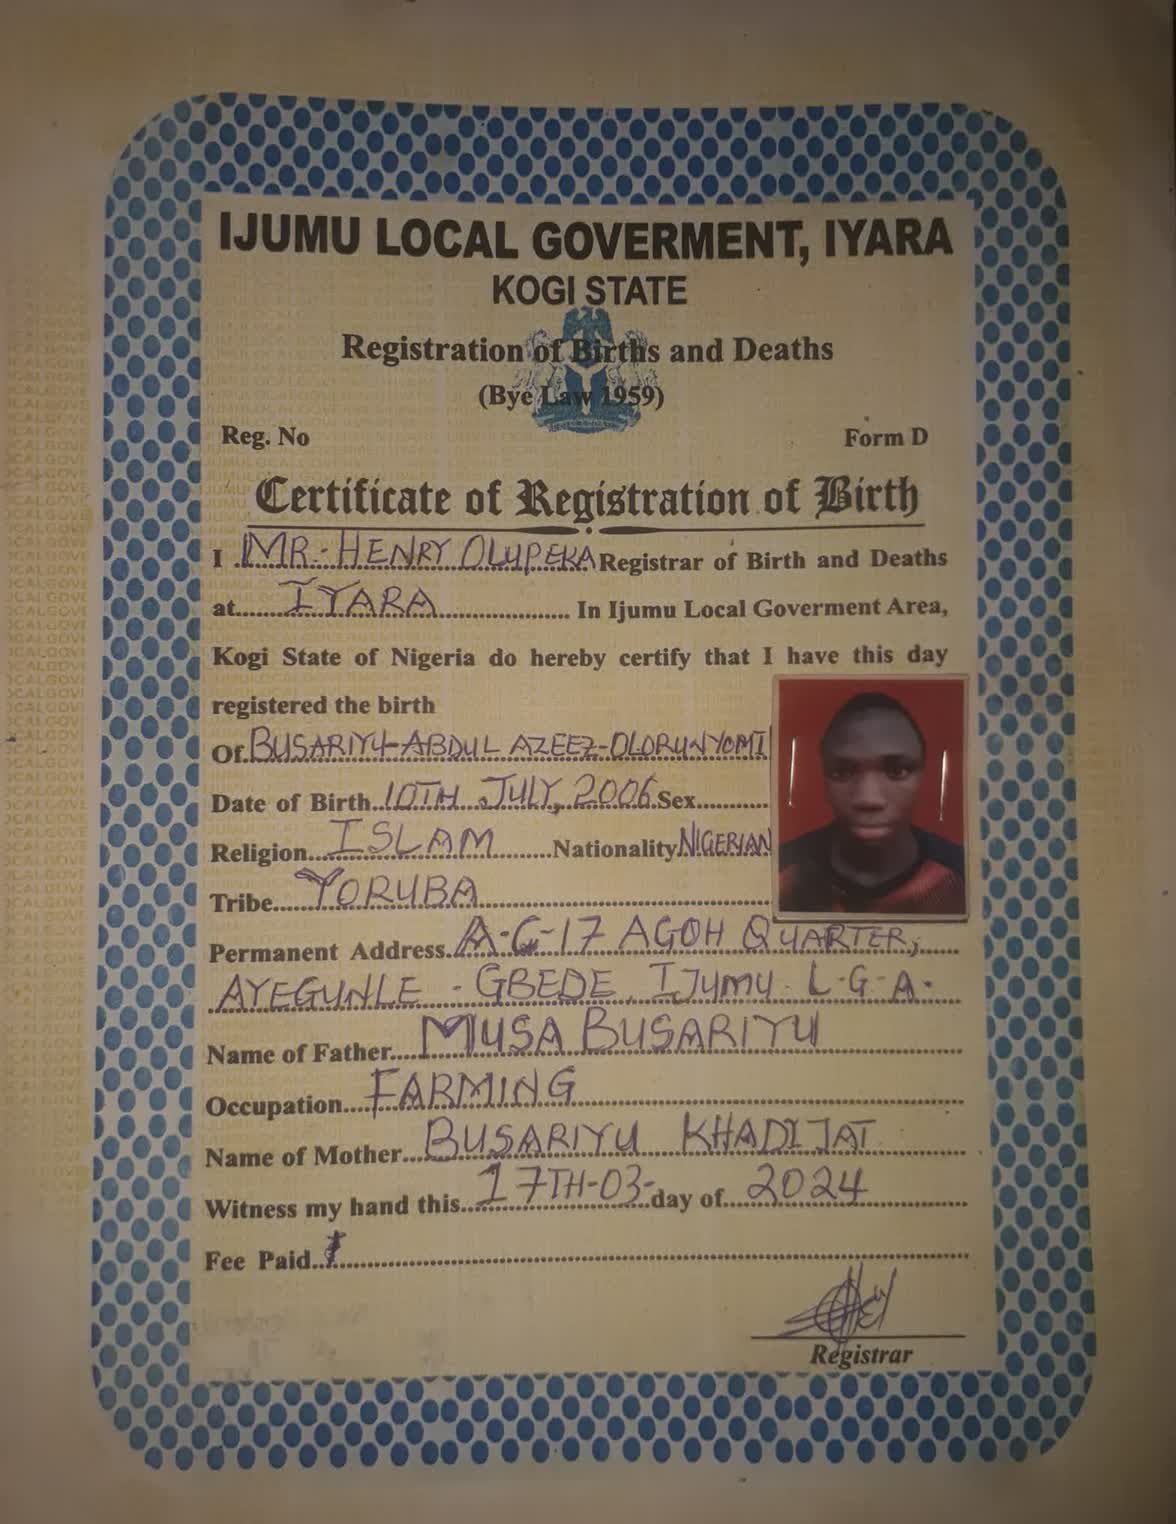 IJUMU LOCAL GOVERMENT, IYARA
KOGI STATE
Registration of Births and Deaths
(Bye Law 1959)
Reg. No Form D
Certificate of Registration of Birth
I MR. HENRY OLUPEKA Registrar of Birth and Deaths
at IYARA In Ijumu Local Goverment Area,
Kogi State of Nigeria do hereby certify that I have this day
registered the birth
Of BUSARIYU-ABDUL AZEEZ-OLORUNYOMI
Date of Birth 10TH JULY, 2006 Sex
Religion ISLAM Nationality NIGERIAN
Tribe YORUBA
Permanent Address A.C-17 AGOH QUARTER,
AYEGUNLE - GBEDE, IJUMU L.G.A.
Name of Father MUSA BUSARIYU
Occupation FARMING
Name of Mother BUSARIYU KHADIJAT
Witness my hand this 17TH-03- day of 2024
Fee Paid
Registrar